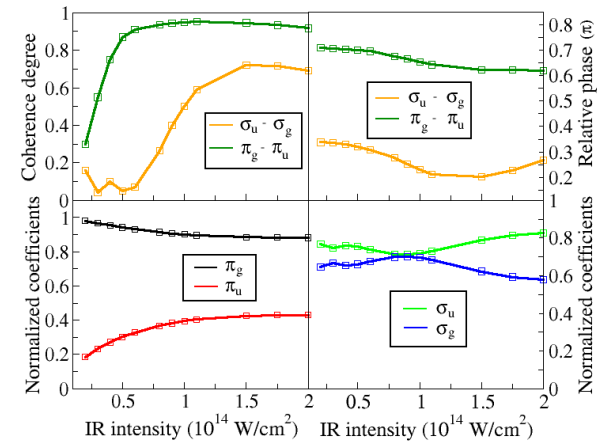 Coherence degree
1
0.75
0.5
0.25
0
σu - σg
πg - πu
σu - σg
πg - πu
0.8
0.7
0.6
0.5
0.4
0.3
0.2
Relative phase (π)
Normalized coefficients
1
0.8
0.6
0.4
0.2
0
πg
πu
σu
σg
1
0.8
0.6
0.4
0.2
0
Normalized coefficients
0.5 1 1.5 2
0.5 1 1.5 2
IR intensity (10^14 W/cm^2)
IR intensity (10^14 W/cm^2)